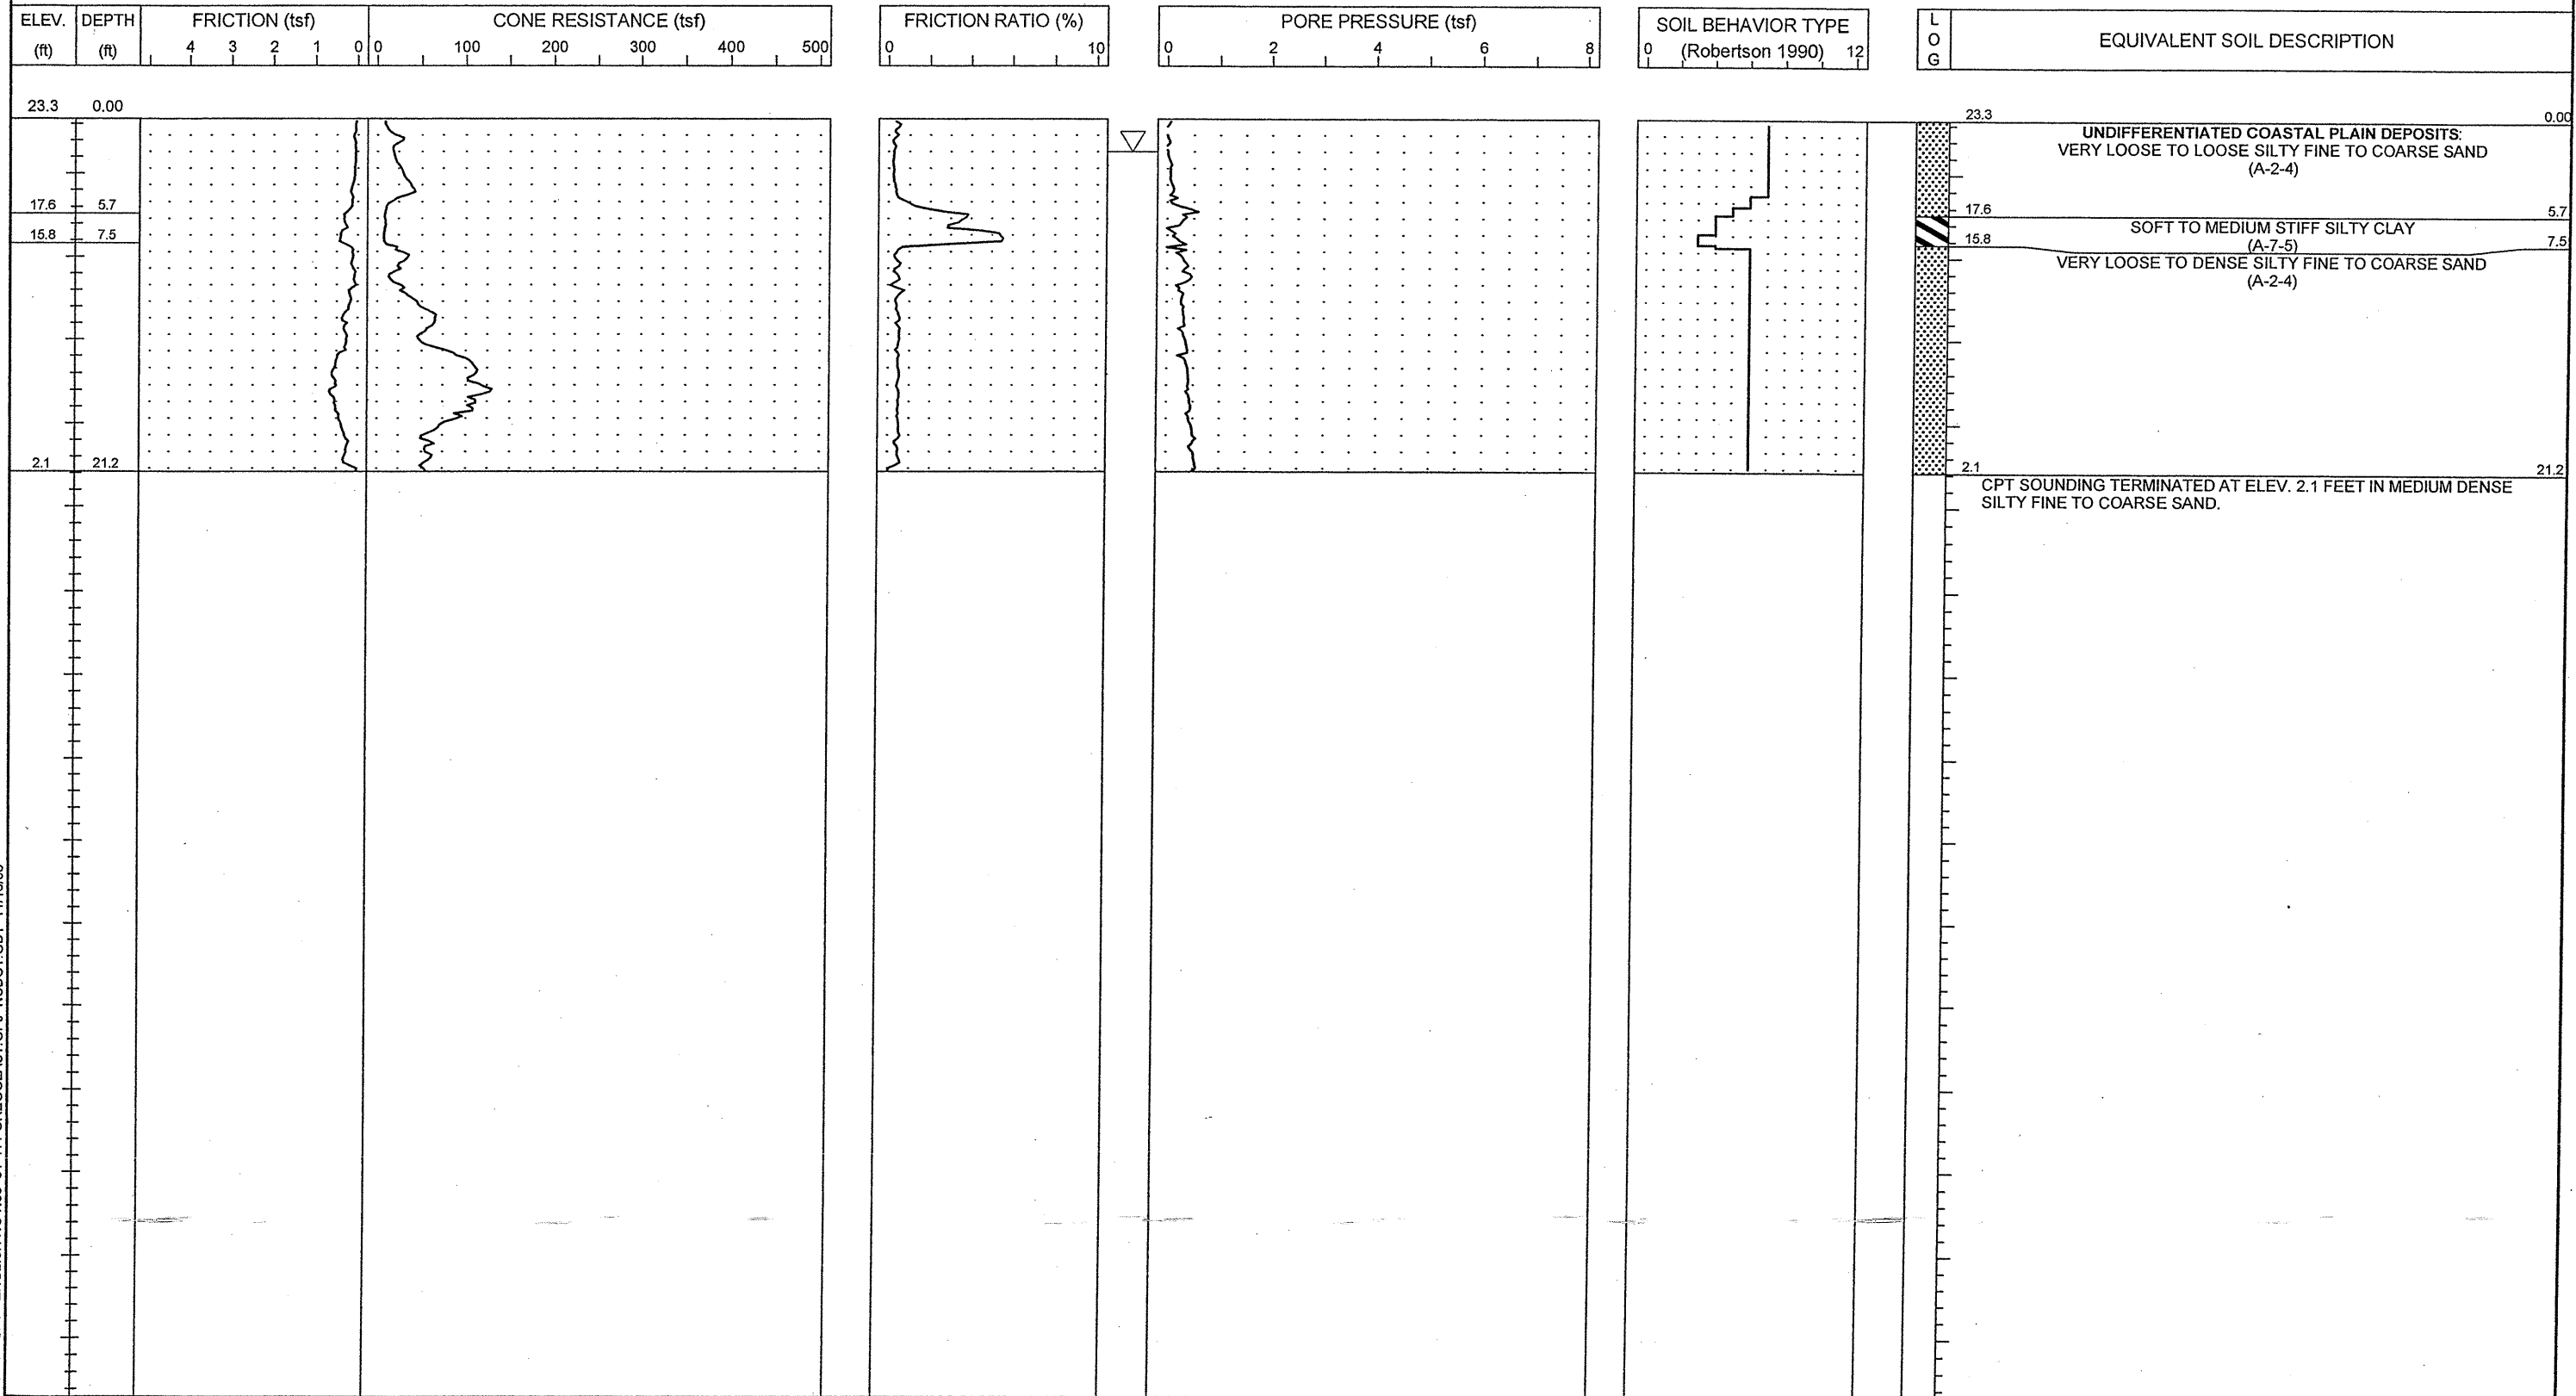 ELEV. (ft)
DEPTH (ft)
FRICTION (tsf)
4 3 2 1 0
CONE RESISTANCE (tsf)
0 100 200 300 400 500
FRICTION RATIO (%)
0 10
PORE PRESSURE (tsf)
0 2 4 6 8
SOIL BEHAVIOR TYPE
(Robertson 1990)
0 12
LOG
EQUIVALENT SOIL DESCRIPTION
23.3 0.00
17.6 5.7
15.8 7.5
2.1 21.2
23.3 0.00
UNDIFFERENTIATED COASTAL PLAIN DEPOSITS:
VERY LOOSE TO LOOSE SILTY FINE TO COARSE SAND
(A-2-4)
17.6 5.7
SOFT TO MEDIUM STIFF SILTY CLAY
(A-7-5)
15.8 7.5
VERY LOOSE TO DENSE SILTY FINE TO COARSE SAND
(A-2-4)
2.1 21.2
CPT SOUNDING TERMINATED AT ELEV. 2.1 FEET IN MEDIUM DENSE
SILTY FINE TO COARSE SAND.